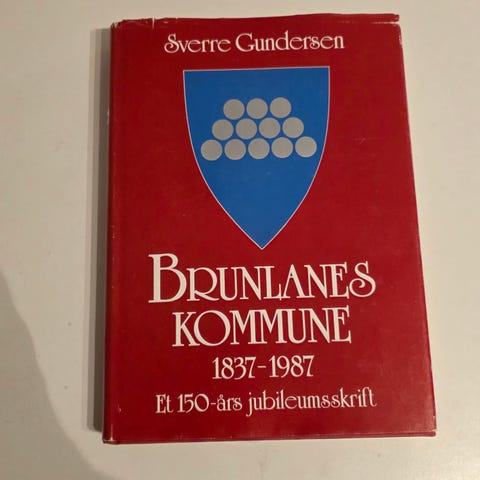 Sverre Gundersen
BRUNLANES
KOMMUNE
1837-1987
Et 150-års jubileumsskrift